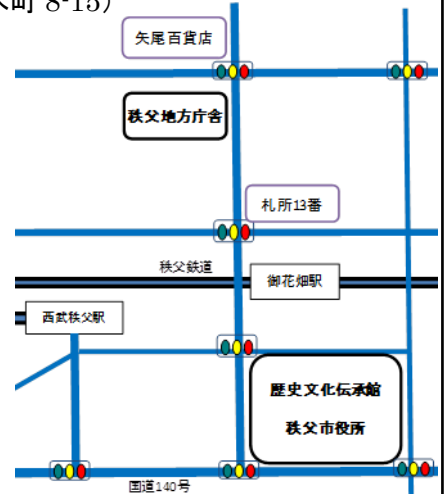 木町 8-15）
矢尾百貨店
秩父地方庁舎
札所13番
秩父鉄道
御花畑駅
西武秩父駅
歴史文化伝承館
秩父市役所
国道140号